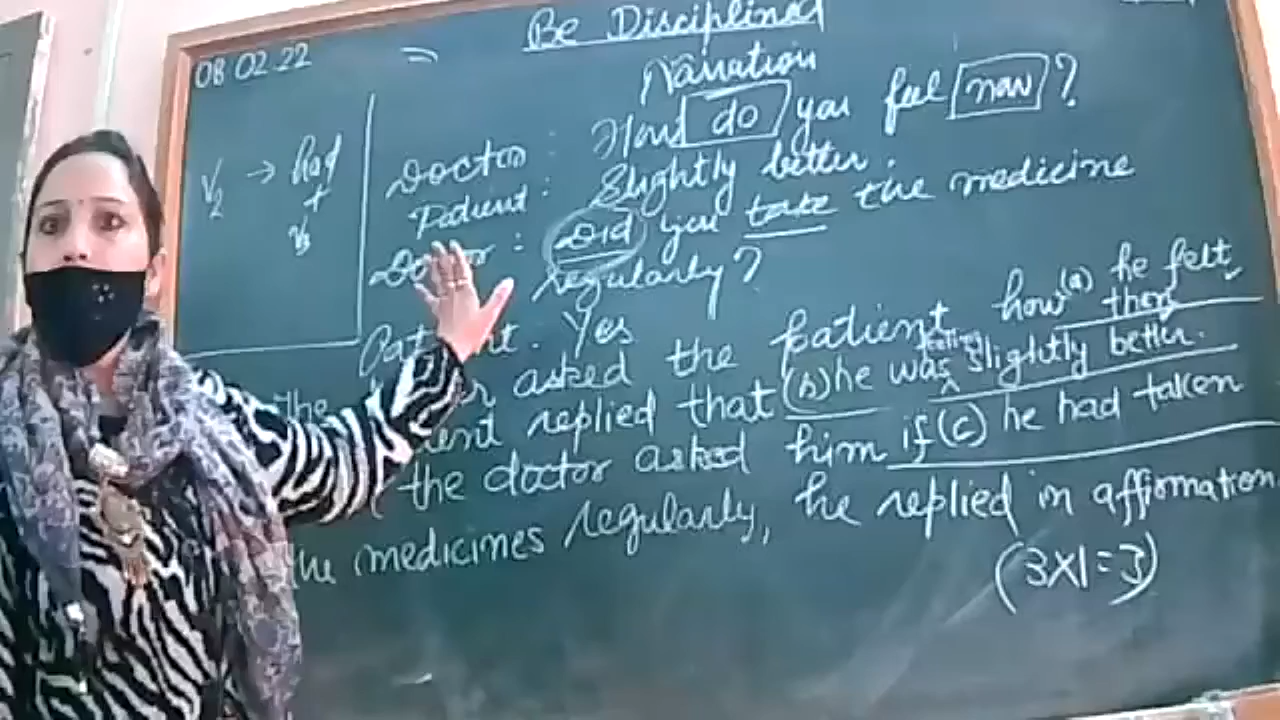 Be Disciplined
08.02.22
Narration
V2 → had
+
V3
Doctor : How do you feel now ?
Patient : Slightly better .
Doctor : Did you take the medicine
regularly ?
Yes
asked the patient how (a) he felt
then
The replied that (b) he was feeling slightly better.
the doctor asked him if (c) he had taken
the medicines regularly, he replied in affirmation
(3x1=3)